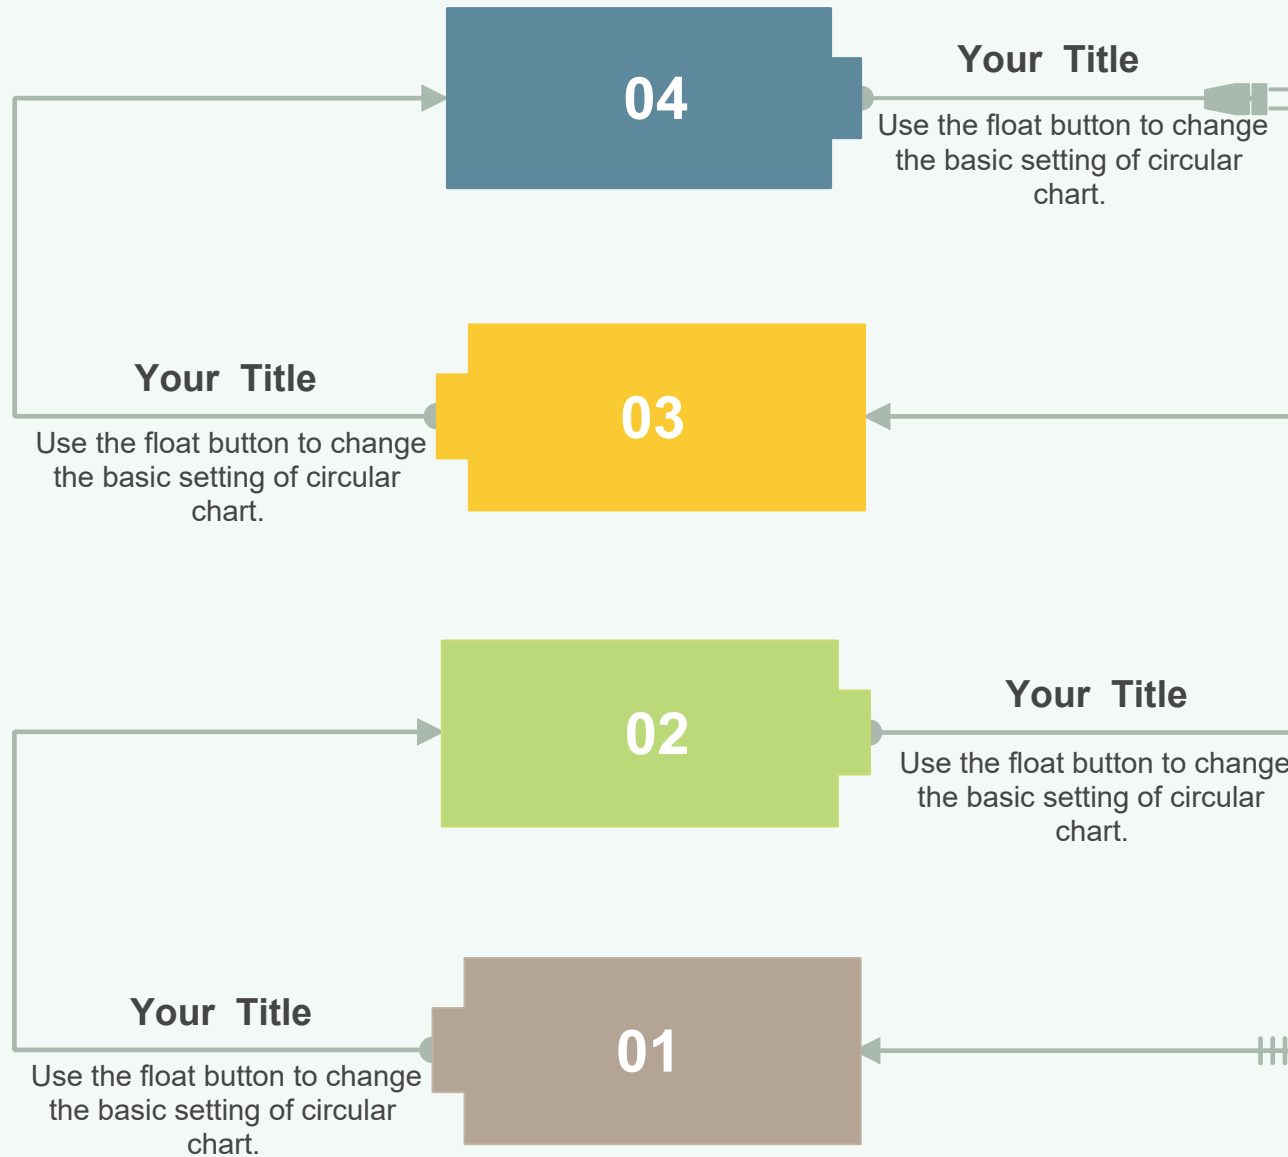 04
Your Title
Use the float button to change
the basic setting of circular
chart.
Your Title
Use the float button to change
the basic setting of circular
chart.
03
02
Your Title
Use the float button to change
the basic setting of circular
chart.
Your Title
Use the float button to change
the basic setting of circular
chart.
01